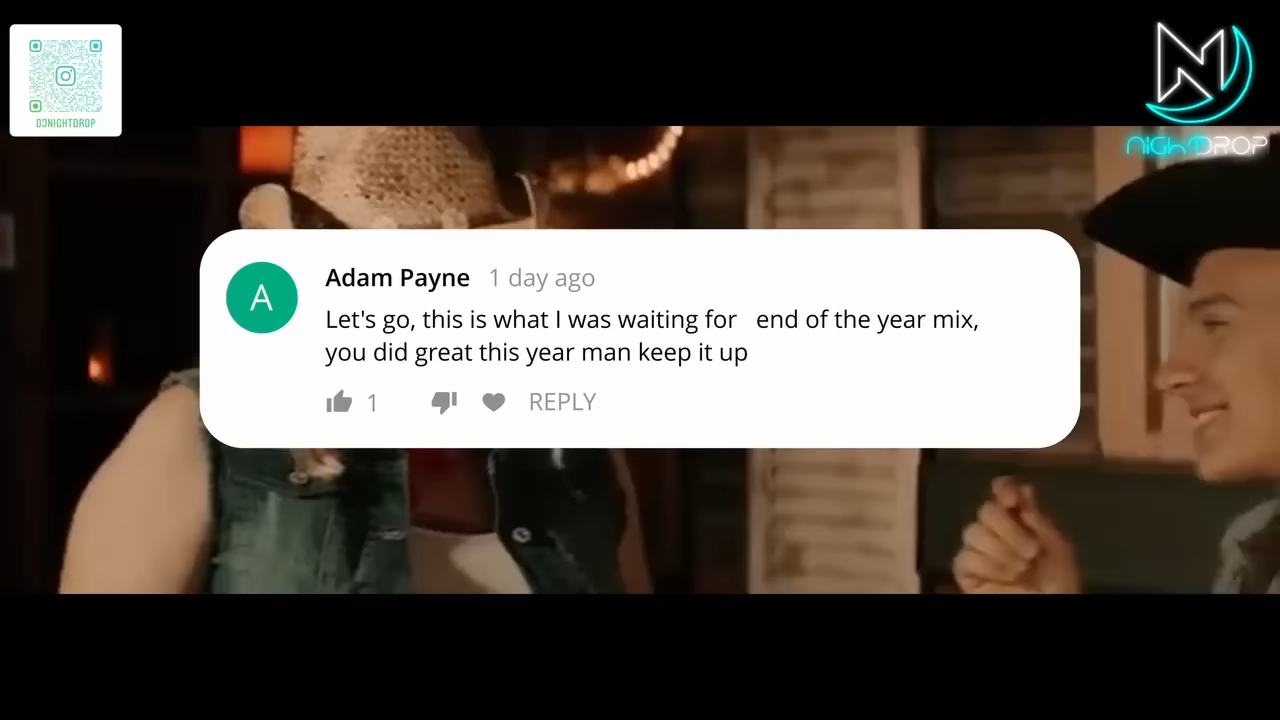 DJNIGHTDROP
N
NIGHTDROP
A
Adam Payne 1 day ago
Let's go, this is what I was waiting for   end of the year mix,
you did great this year man keep it up
1
REPLY